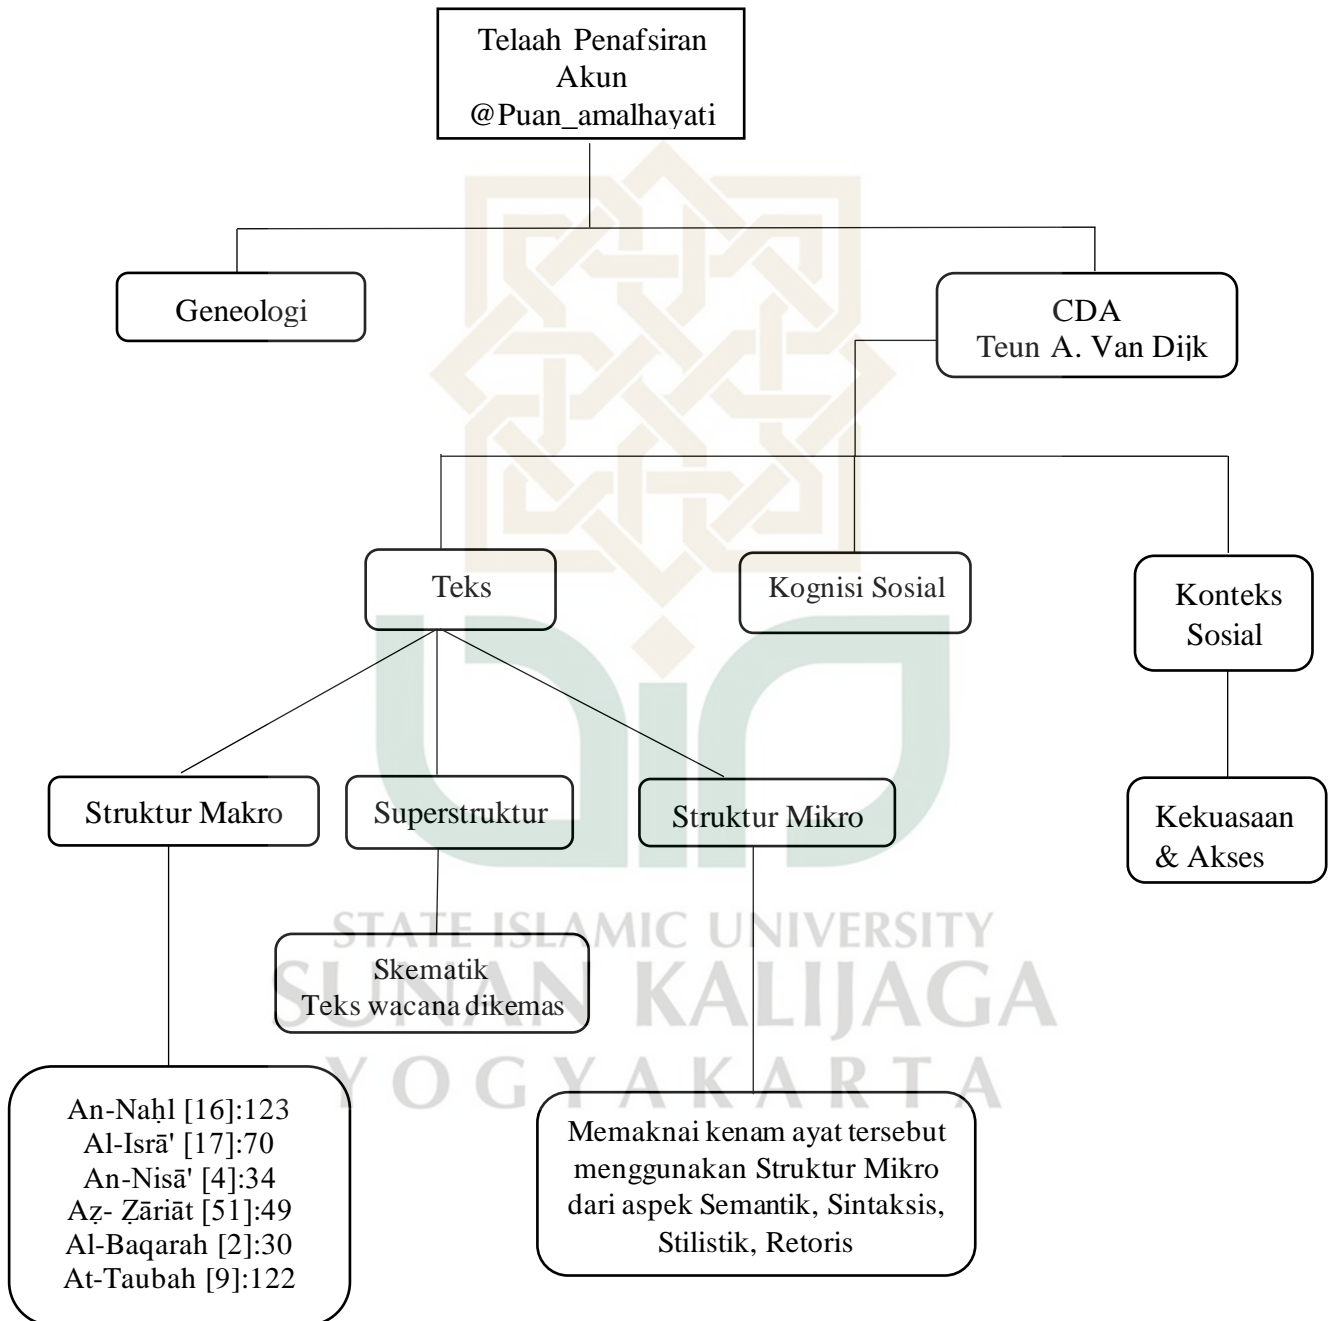 Telaah Penafsiran
Akun
@Puan_amalhayati
Geneologi
CDA
Teun A. Van Dijk
Teks
Kognisi Sosial
Konteks
Sosial
Struktur Makro
Superstruktur
Struktur Mikro
Kekuasaan
& Akses
STATE ISLAMIC UNIVERSITY
SUNAN KALIJAGA
YOGYAKARTA
Skematik
Teks wacana dikemas
An-Naḥl [16]:123
Al-Isrā' [17]:70
An-Nisā' [4]:34
Aẓ- Ẓāriāt [51]:49
Al-Baqarah [2]:30
At-Taubah [9]:122
Memaknai kenam ayat tersebut
menggunakan Struktur Mikro
dari aspek Semantik, Sintaksis,
Stilistik, Retoris